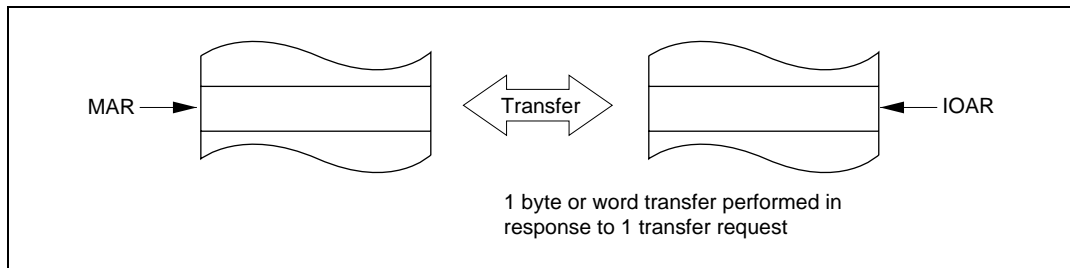 MAR
Transfer
IOAR
1 byte or word transfer performed in
response to 1 transfer request